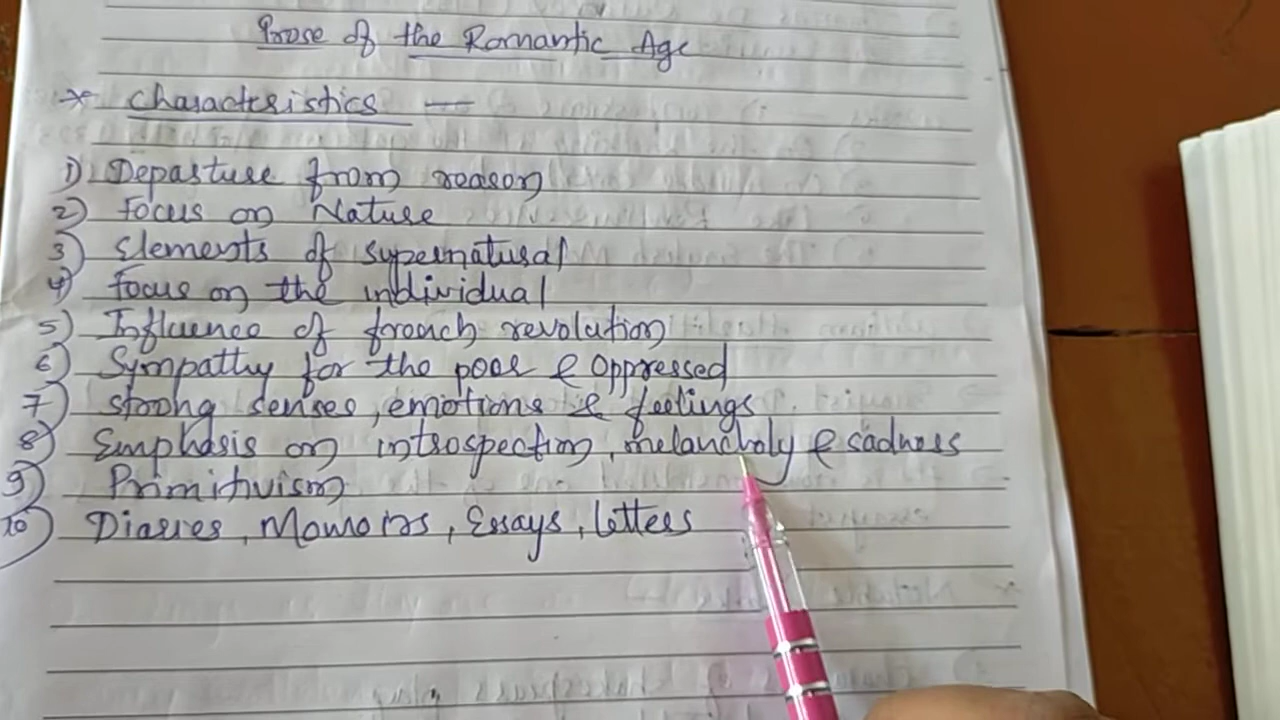 Prose of the Romantic Age
* Characteristics —
1) Departure from reason
2) Focus on Nature
3) Elements of supernatural
4) Focus on the individual
5) Influence of french revolution
6) Sympathy for the poor & oppressed
7) strong senses, emotions & feelings
8) Emphasis on introspection, melancholy & sadness
9) Primitivism
10) Diaries, Memoirs, Essays, letters